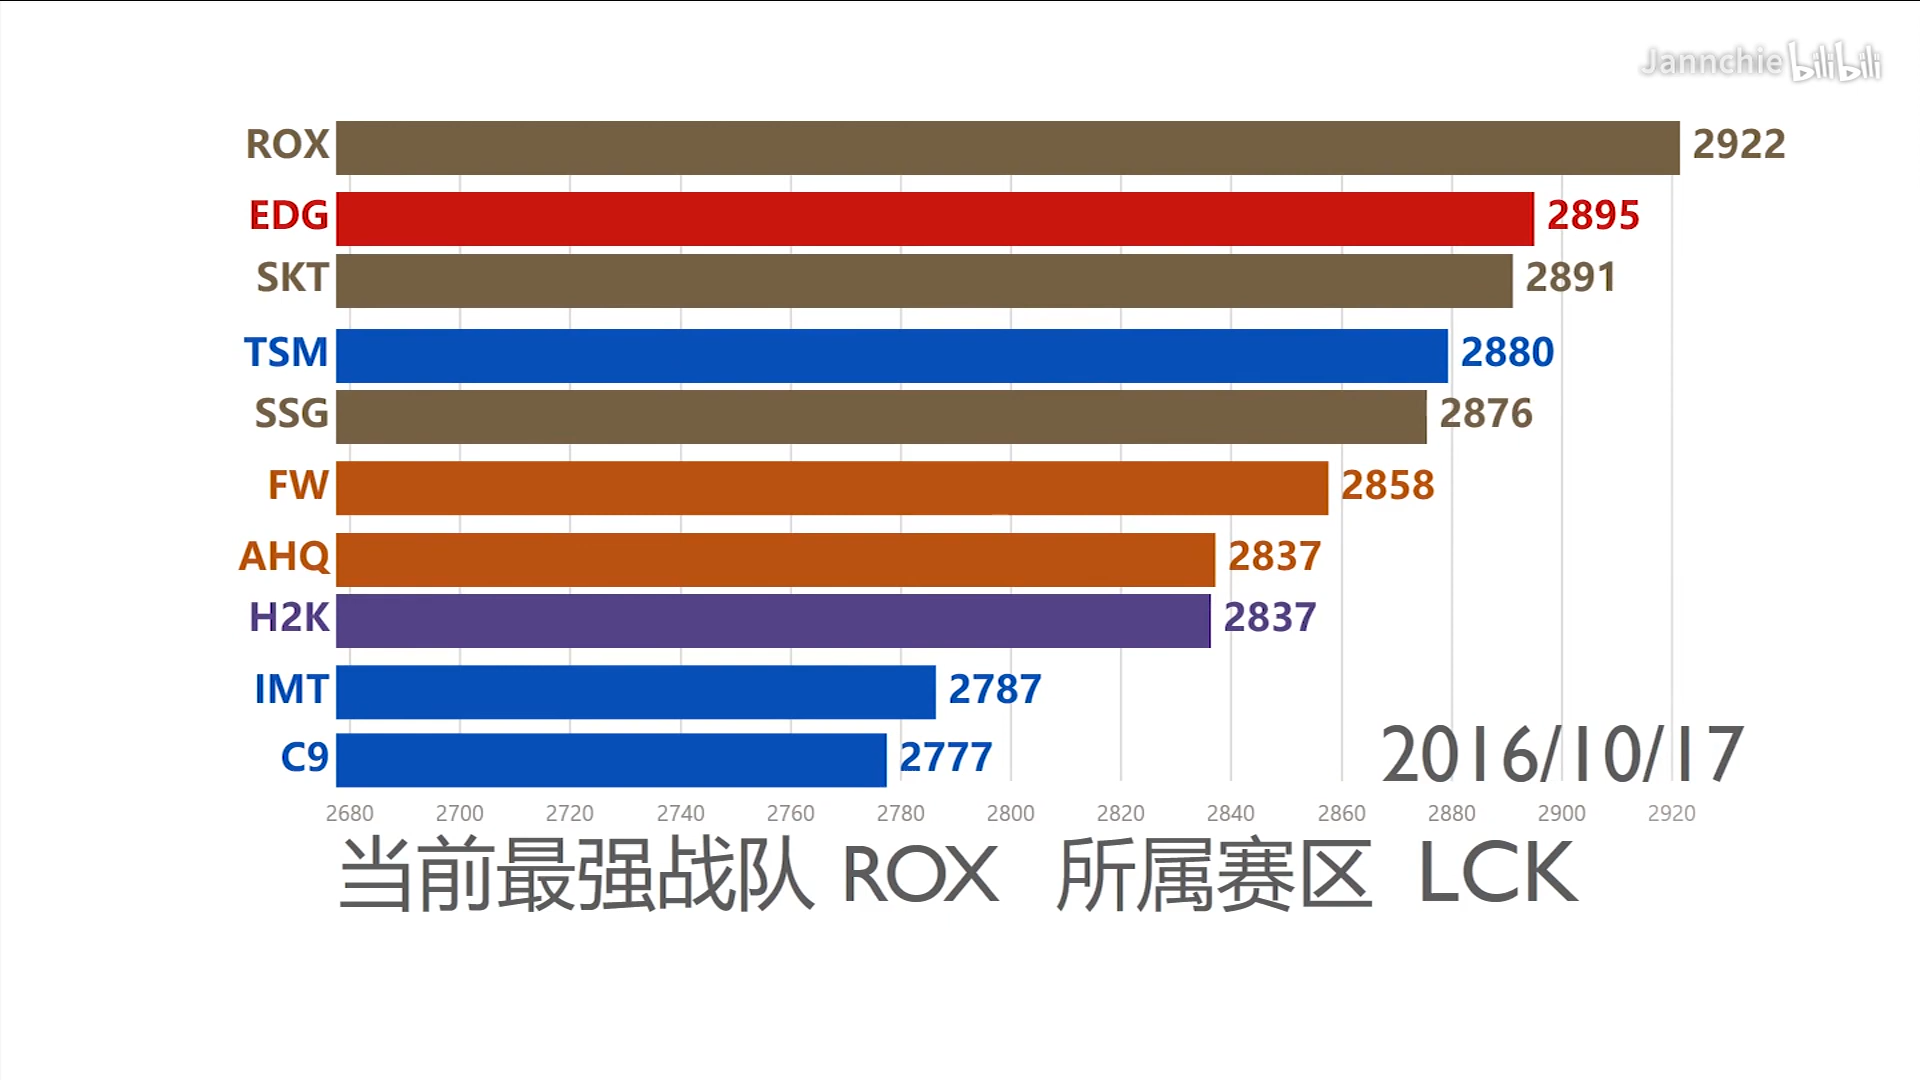 Jannchie bilibili
ROX 2922
EDG 2895
SKT 2891
TSM 2880
SSG 2876
FW 2858
AHQ 2837
H2K 2837
IMT 2787
C9 2777
2016/10/17
2680 2700 2720 2740 2760 2780 2800 2820 2840 2860 2880 2900 2920
当前最强战队 ROX 所属赛区 LCK